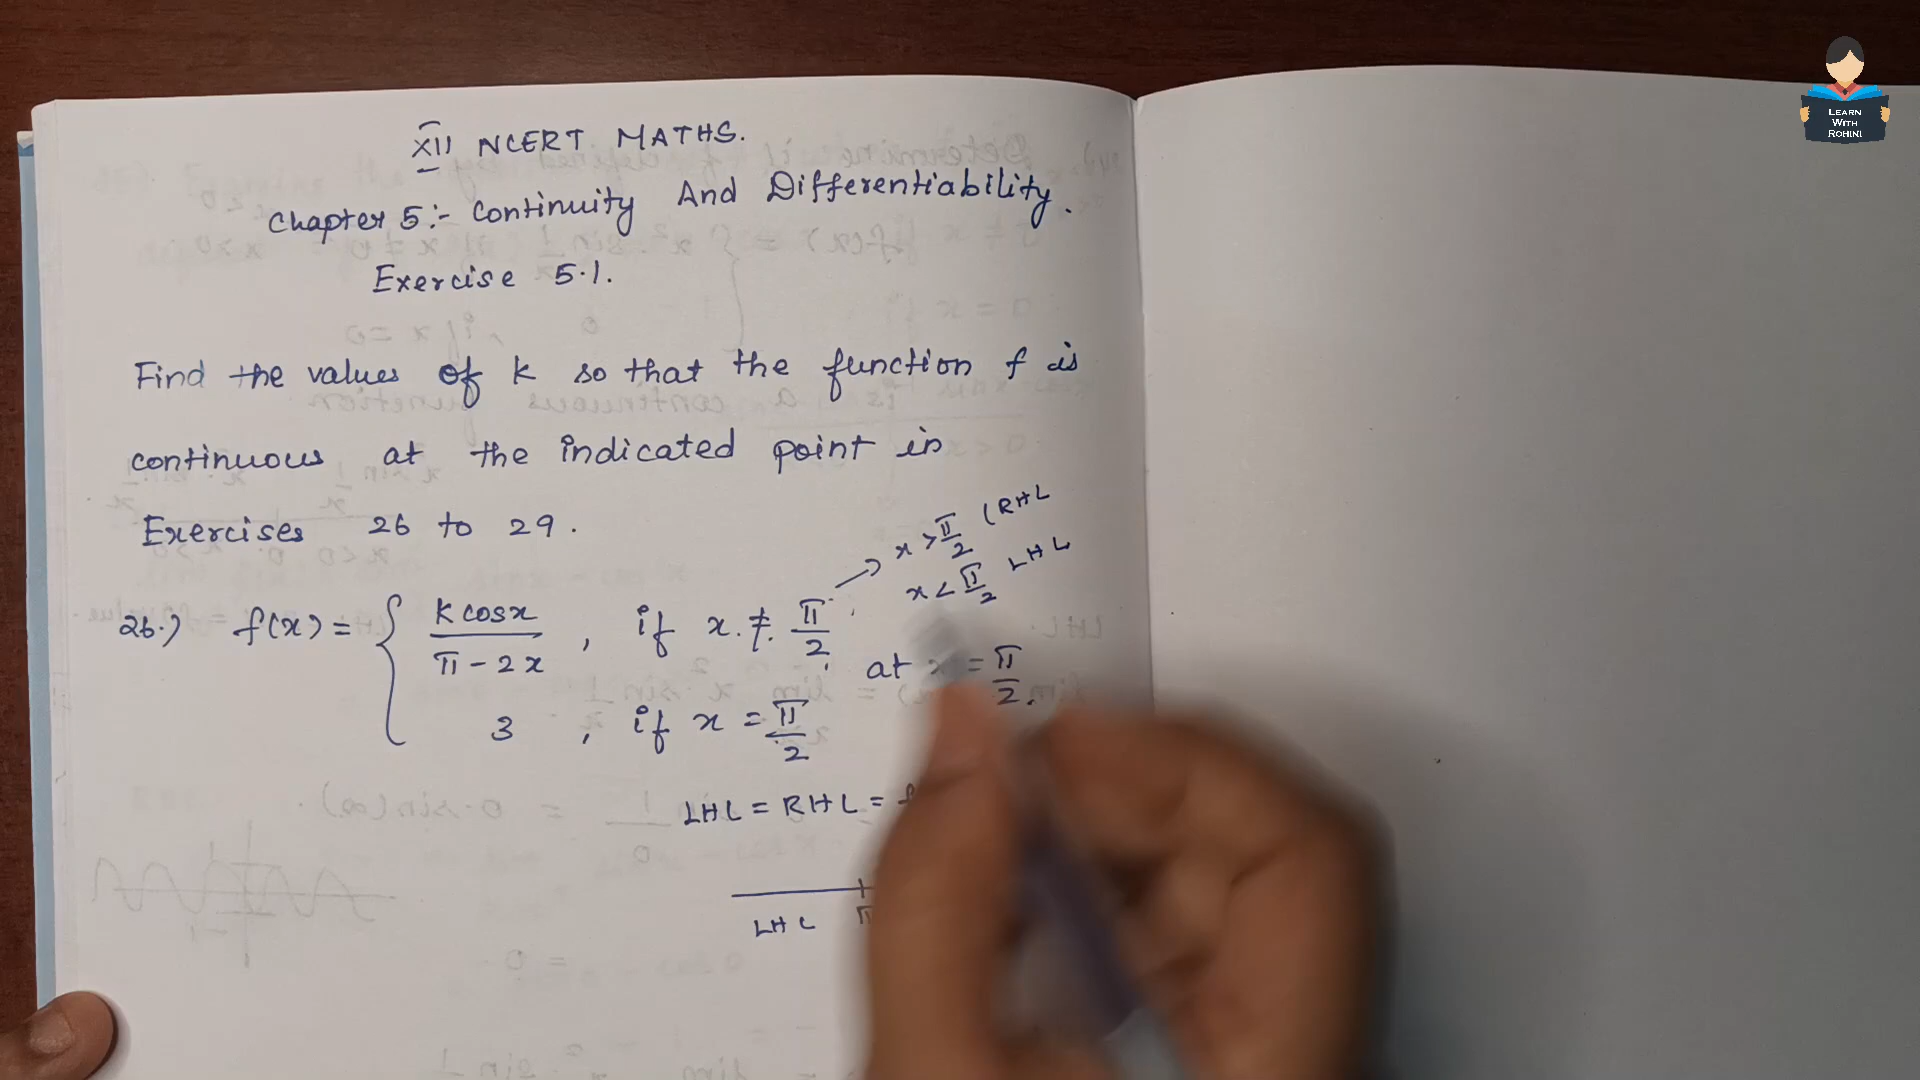 XII NCERT MATHS.
Chapter 5:- Continuity And Differentiability.
Exercise 5.1.
Find the values of k so that the function f is
continuous at the indicated point in
Exercises 26 to 29.
x > π/2 (RHL
x < π/2 LHL
26.) f(x) = { k cosx / π - 2x , if x ≠ π/2
at x = π/2.
3 , if x = π/2
LHL = RHL = f
LHL π
LEARN
WITH
ROHINI